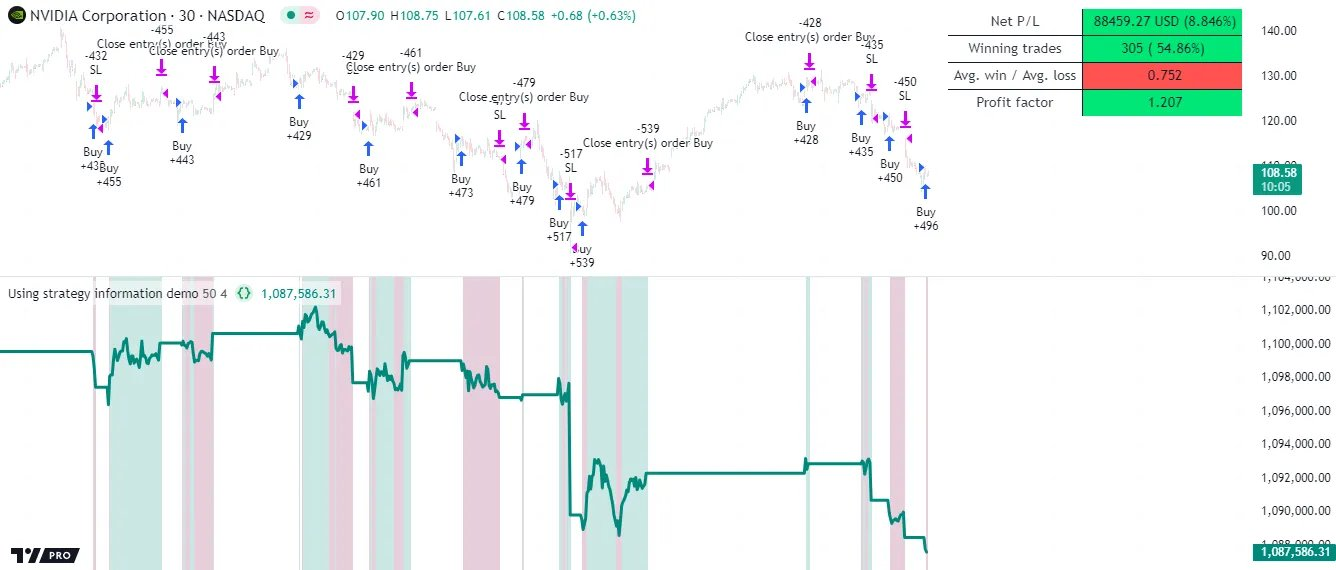 NVIDIA Corporation · 30 · NASDAQ O107.90 H108.75 L107.61 C108.58 +0.68 (+0.63%)
Net P/L 88459.27 USD (8.846%)
Winning trades 305 ( 54.86%)
Avg. win / Avg. loss 0.752
Profit factor 1.207
-455
Close entry(s) order Buy
-443
Close entry(s) order Buy
-432
SL
-429
SL
-461
Close entry(s) order Buy
-479
Close entry(s) order Buy
SL
-517
SL
-539
Close entry(s) order Buy
-428
Close entry(s) order Buy
-435
SL
-450
SL
Buy
Buy
+455
Buy
+443
Buy
+429
Buy
+461
Buy
+473
Buy
+479
Buy
+517
Buy
+539
Buy
+428
Buy
+435
Buy
+450
Buy
+496
140.00
130.00
120.00
108.58
10:05
100.00
90.00
Using strategy information demo 50 4 {} 1,087,586.31
1,102,000.00
1,100,000.00
1,098,000.00
1,096,000.00
1,094,000.00
1,092,000.00
1,090,000.00
1,087,586.31
PRO